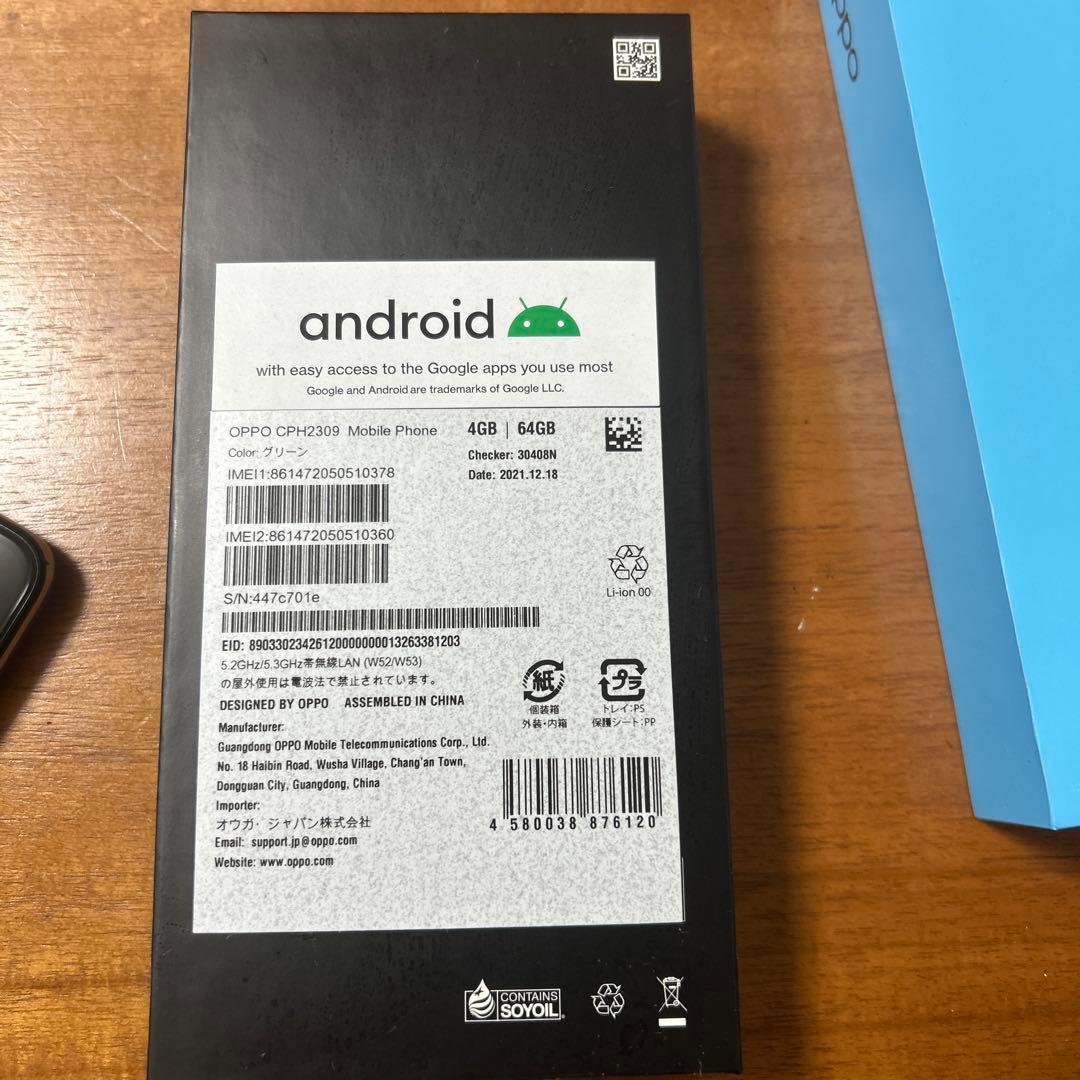 oppo
android
with easy access to the Google apps you use most
Google and Android are trademarks of Google LLC.
OPPO CPH2309 Mobile Phone 4GB | 64GB
Color: グリーン
Checker: 30408N
IMEI1:861472050510378
Date: 2021.12.18
IMEI2:861472050510360
Li-ion 00
S/N:447c701e
EID: 89033023426120000000013263381203
5.2GHz/5.3GHz帯無線LAN (W52/W53)
の屋外使用は電波法で禁止されています。
紙
プラ
個装箱
外装・内箱
トレイ:PS
保護シート:PP
DESIGNED BY OPPO ASSEMBLED IN CHINA
Manufacturer:
Guangdong OPPO Mobile Telecommunications Corp., Ltd.
No. 18 Haibin Road, Wusha Village, Chang'an Town,
Dongguan City, Guangdong, China
Importer:
オウガ・ジャパン株式会社
4 580038 876120
Email: support.jp@oppo.com
Website: www.oppo.com
CONTAINS
SOYOIL